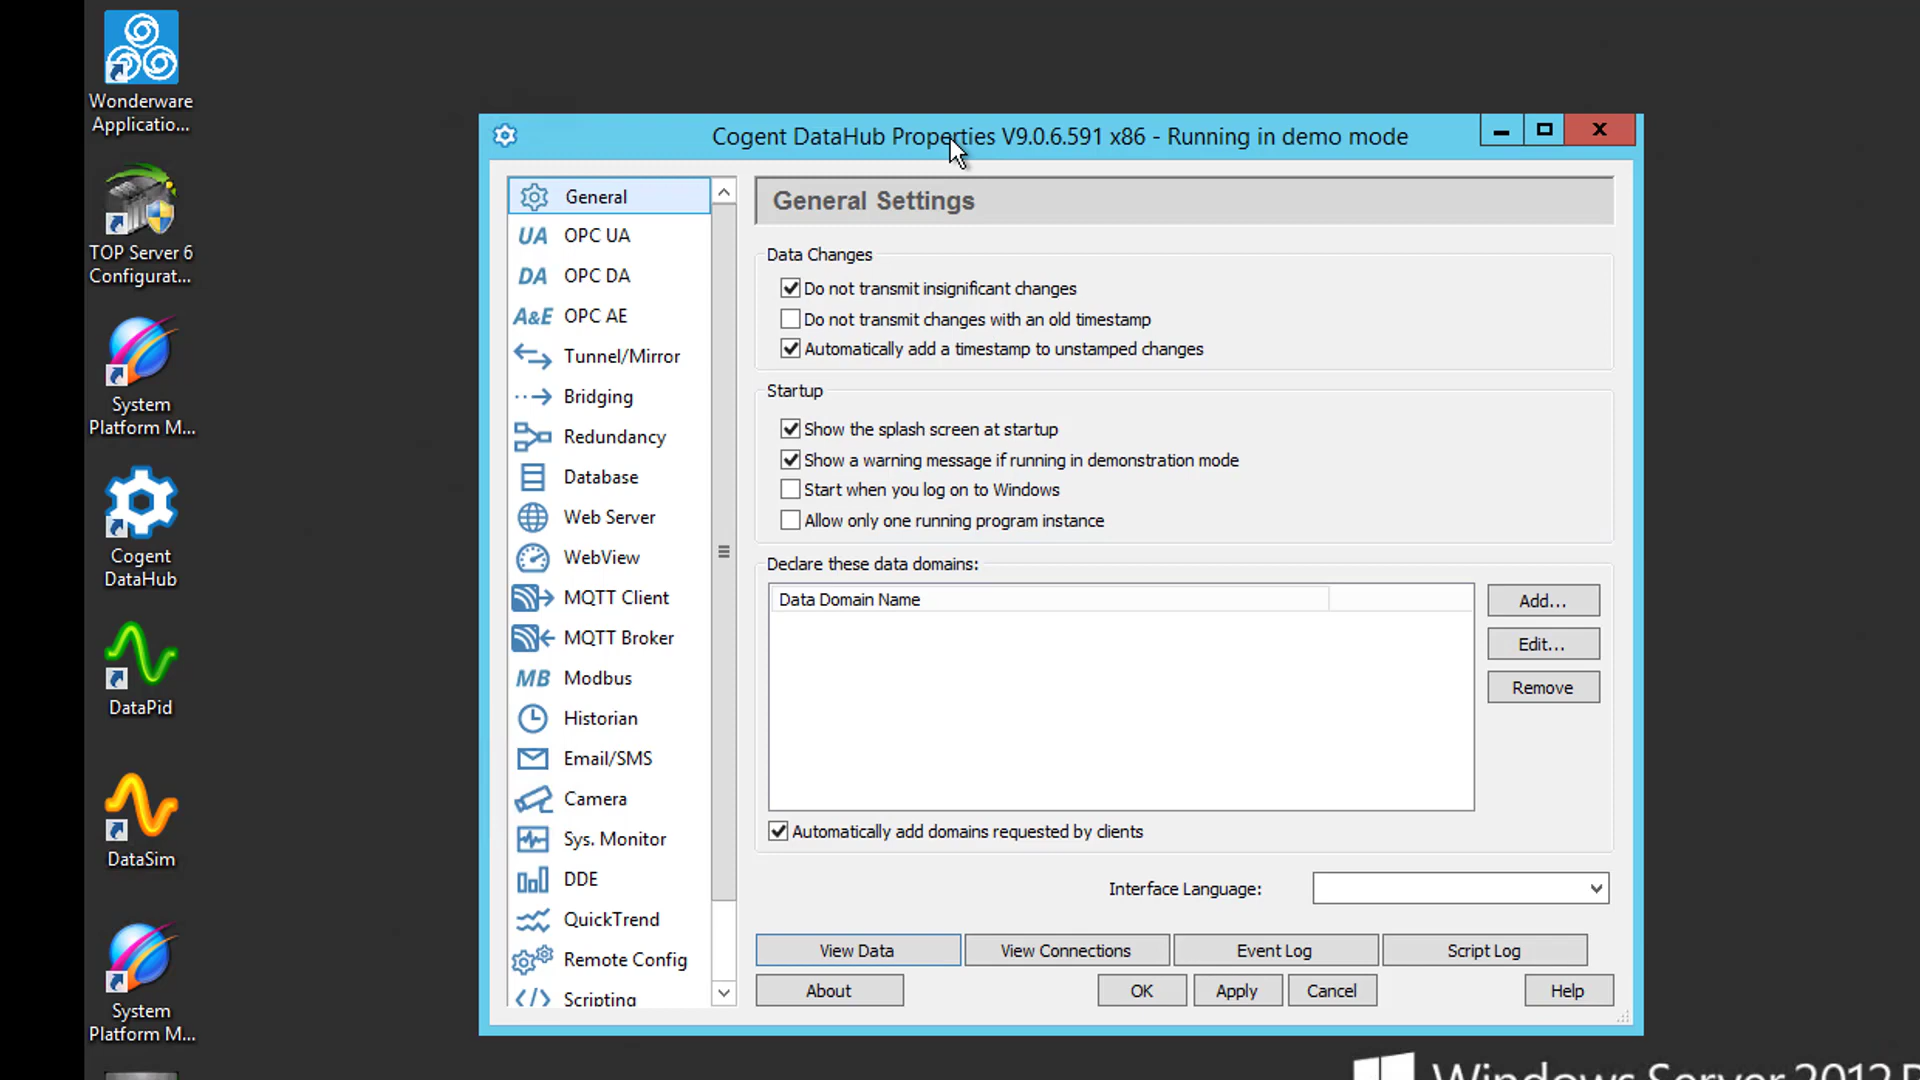 Wonderware
Applicatio...
TOP Server 6
Configurat...
System
Platform M...
Cogent
DataHub
DataPid
DataSim
System
Platform M...
Cogent DataHub Properties V9.0.6.591 x86 - Running in demo mode
General
UA OPC UA
DA OPC DA
A&E OPC AE
Tunnel/Mirror
Bridging
Redundancy
Database
Web Server
WebView
MQTT Client
MQTT Broker
MB Modbus
Historian
Email/SMS
Camera
Sys. Monitor
DDE
QuickTrend
Remote Config
Scripting
General Settings
Data Changes
Do not transmit insignificant changes
Do not transmit changes with an old timestamp
Automatically add a timestamp to unstamped changes
Startup
Show the splash screen at startup
Show a warning message if running in demonstration mode
Start when you log on to Windows
Allow only one running program instance
Declare these data domains:
Data Domain Name
Add...
Edit...
Remove
Automatically add domains requested by clients
Interface Language:
View Data View Connections Event Log Script Log
About OK Apply Cancel Help
Windows Server 2012